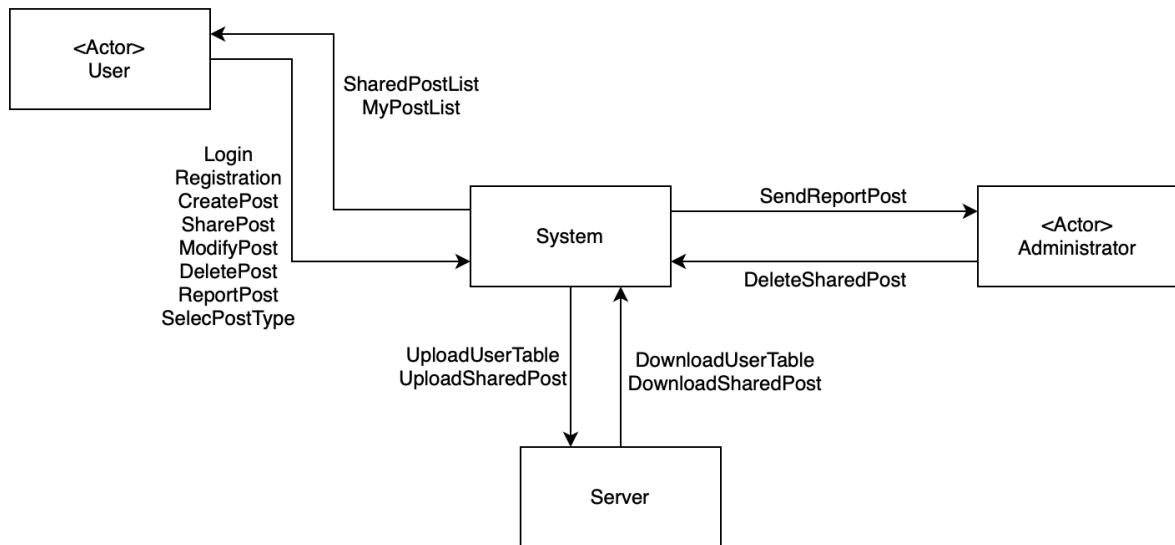 <Actor>
User
SharedPostList
MyPostList
Login
Registration
CreatePost
SharePost
ModifyPost
DeletePost
ReportPost
SelecPostType
System
SendReportPost
<Actor>
Administrator
DeleteSharedPost
UploadUserTable
UploadSharedPost
DownloadUserTable
DownloadSharedPost
Server